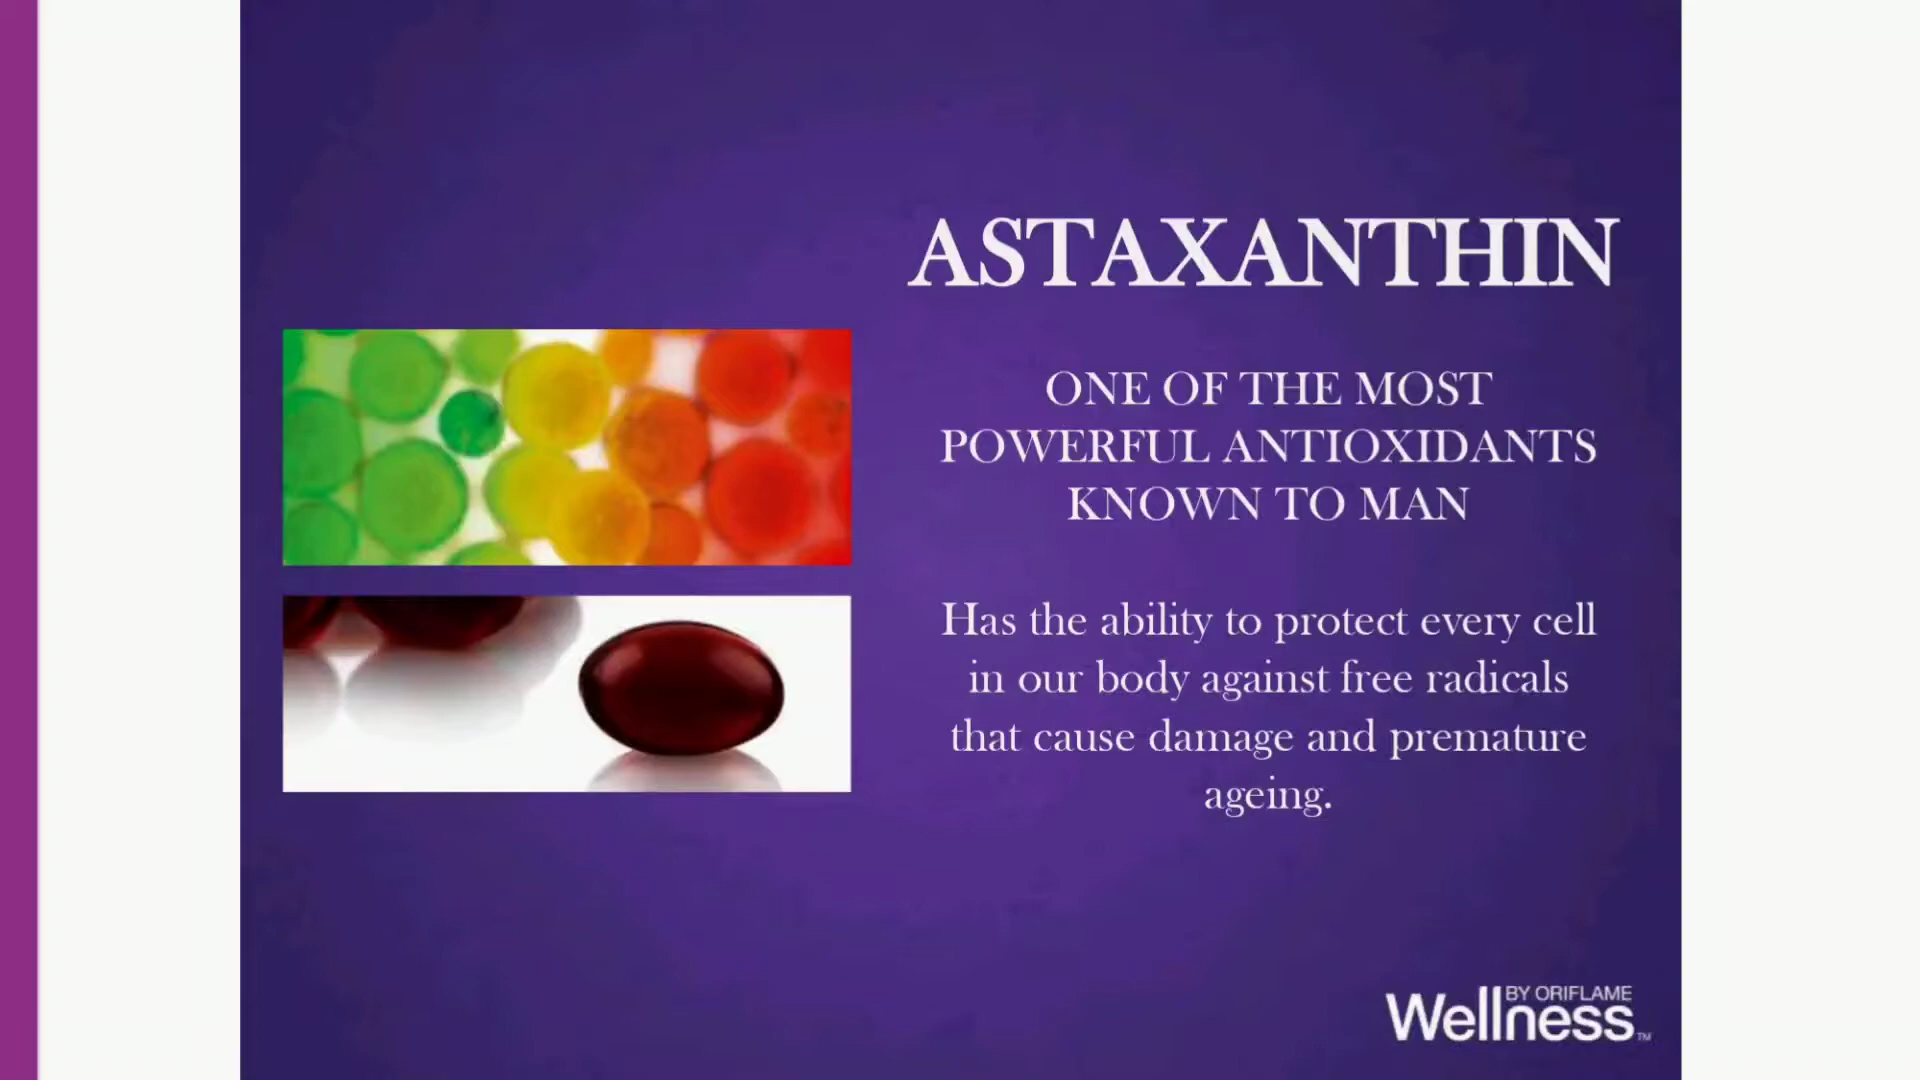 ASTAXANTHIN
ONE OF THE MOST
POWERFUL ANTIOXIDANTS
KNOWN TO MAN
Has the ability to protect every cell
in our body against free radicals
that cause damage and premature
ageing.
BY ORIFLAME
Wellness™